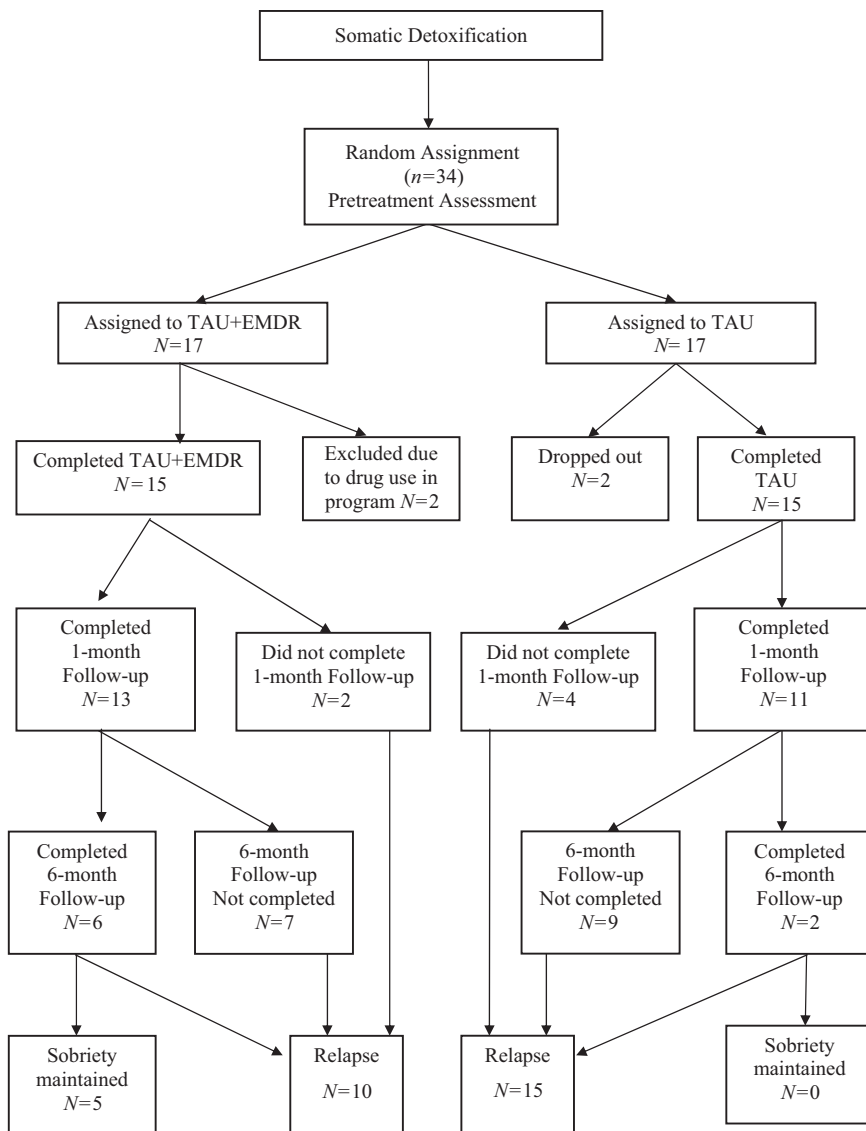 Somatic Detoxification
Random Assignment
(n=34)
Pretreatment Assessment
Assigned to TAU+EMDR
N=17
Assigned to TAU
N= 17
Completed TAU+EMDR
N=15
Excluded due
to drug use in
program N=2
Dropped out
N=2
Completed
TAU
N=15
Completed
1-month
Follow-up
N=13
Did not complete
1-month Follow-up
N=2
Did not complete
1-month Follow-up
N=4
Completed
1-month
Follow-up
N=11
Completed
6-month
Follow-up
N=6
6-month
Follow-up
Not completed
N=7
6-month
Follow-up
Not completed
N=9
Completed
6-month
Follow-up
N=2
Sobriety
maintained
N=5
Relapse
N=10
Relapse
N=15
Sobriety
maintained
N=0